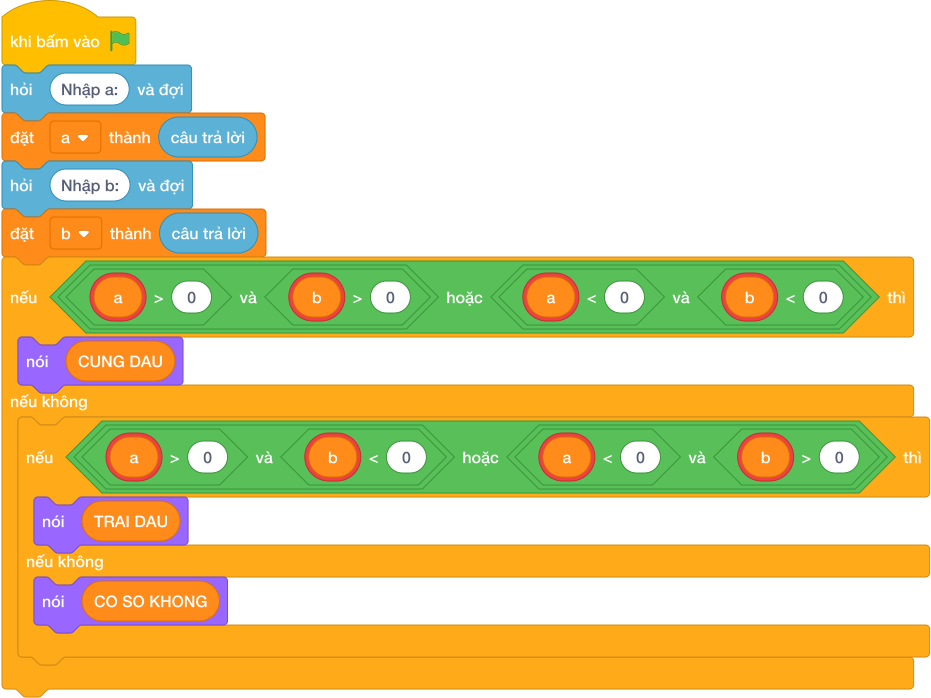 khi bấm vào
hỏi Nhập a: và đợi
đặt a thành câu trả lời
hỏi Nhập b: và đợi
đặt b thành câu trả lời
nếu a > 0 và b > 0 hoặc a < 0 và b < 0 thì
nói CUNG DAU
nếu không
nếu a > 0 và b < 0 hoặc a < 0 và b > 0 thì
nói TRAI DAU
nếu không
nói CO SO KHONG